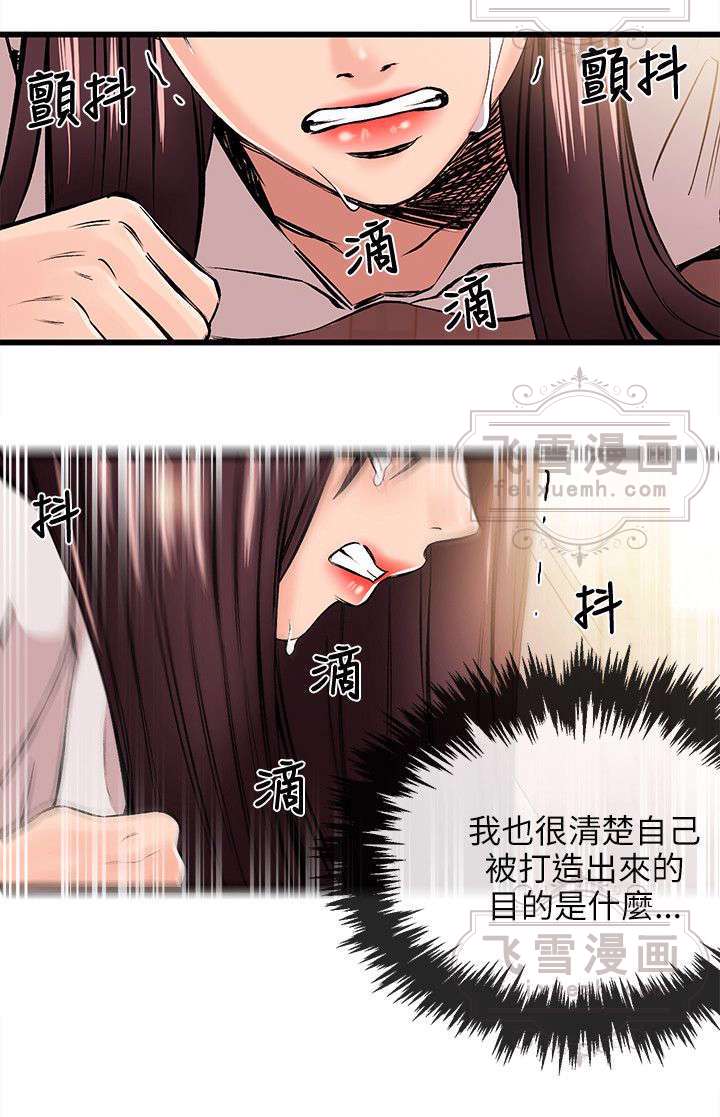 顫抖
顫抖
滴
滴
飞雪漫画
feixuemh.com
抖
抖
滴
滴
我也很清楚自己
被打造出來的
目的是什麼...
飞雪漫画
feixuemh.com